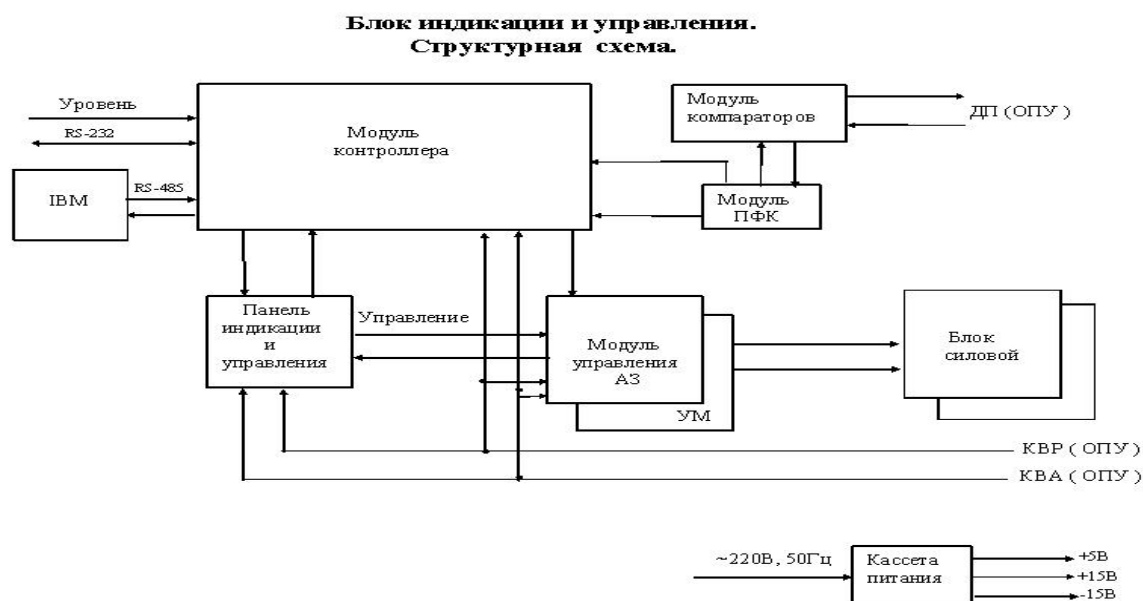 Блок индикации и управления.
Структурная схема.
Уровень
RS-232
IBM
RS-485
Модуль
контроллера
Модуль
компараторов
ДП (ОПУ )
Модуль
ПФК
Панель
индикации
и
управления
Управление
Модуль
управления
АЗ
УМ
Блок
силовой
КВР ( ОПУ )
КВА ( ОПУ )
~220В, 50Гц
Кассета
питания
+5В
+15В
-15В